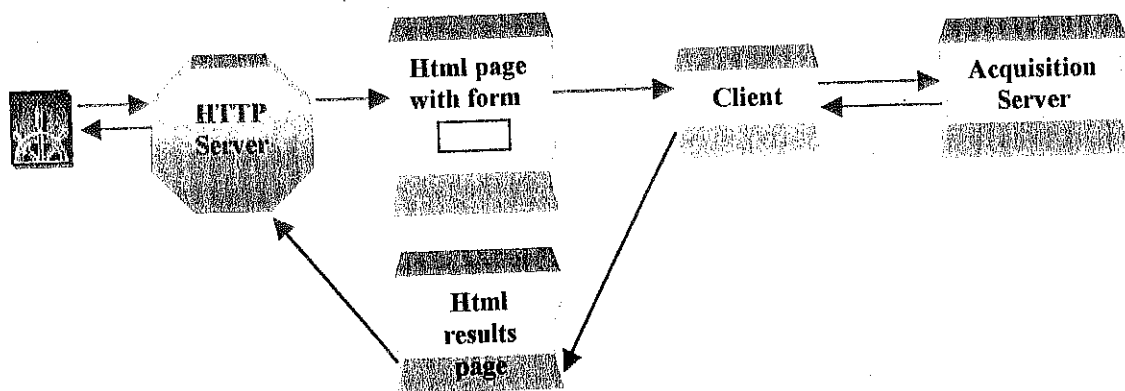 HTTP
Server
Html page
with form
Client
Acquisition
Server
Html
results
page